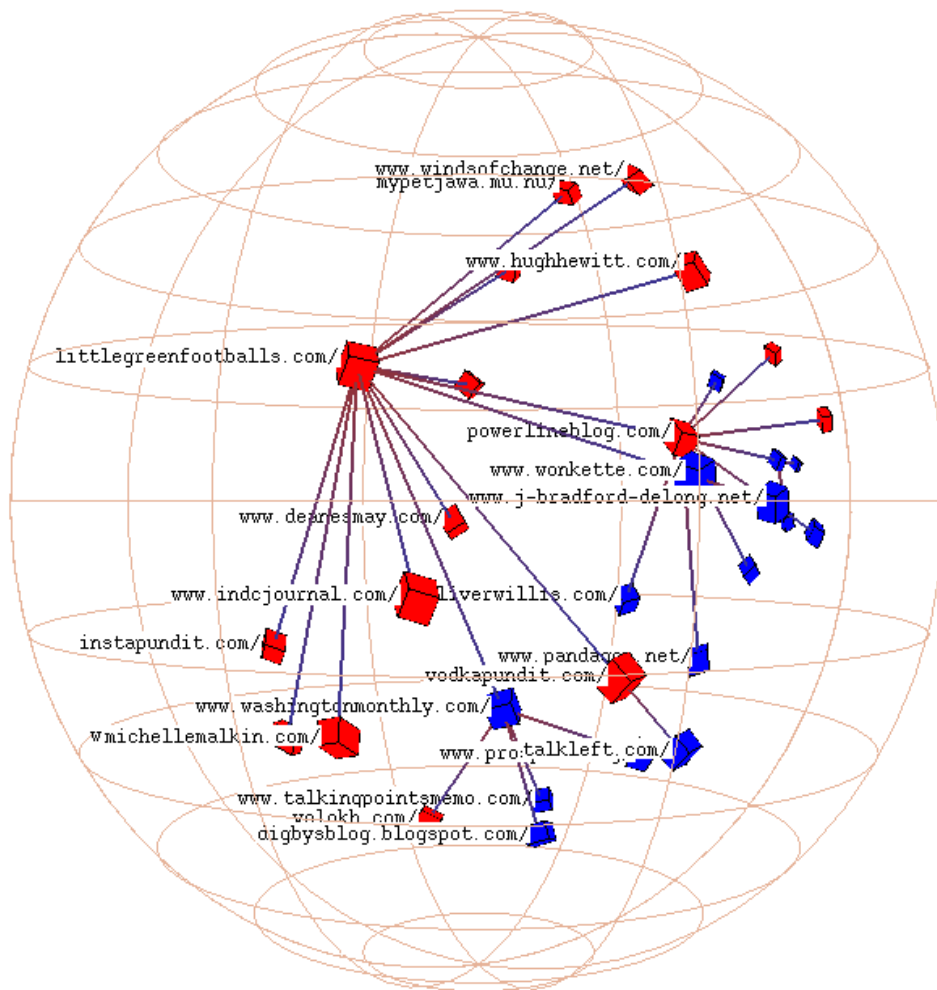 www.windsofchange.net/
mypetjawa.mu.nu/
www.hughhewitt.com/
littlegreenfootballs.com/
powerlineblog.com/
www.wonkette.com/
www.j-bradford-delong.net/
www.dearesmay.com/
www.indcjournal.com/
liverwillis.com/
instapundit.com/
www.pandagon.net/
vodkapundit.com/
www.washingtonmonthly.com/
michellemalkin.com/
talkleft.com/
www.talkingpointsmemo.com/
volokh.com/
digbysblog.blogspot.com/